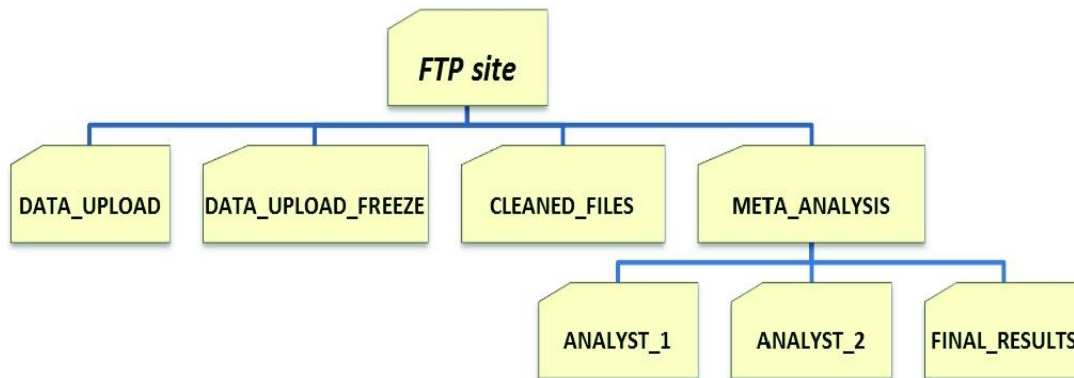 FTP site
DATA_UPLOAD
DATA_UPLOAD_FREEZE
CLEANED_FILES
META_ANALYSIS
ANALYST_1
ANALYST_2
FINAL_RESULTS